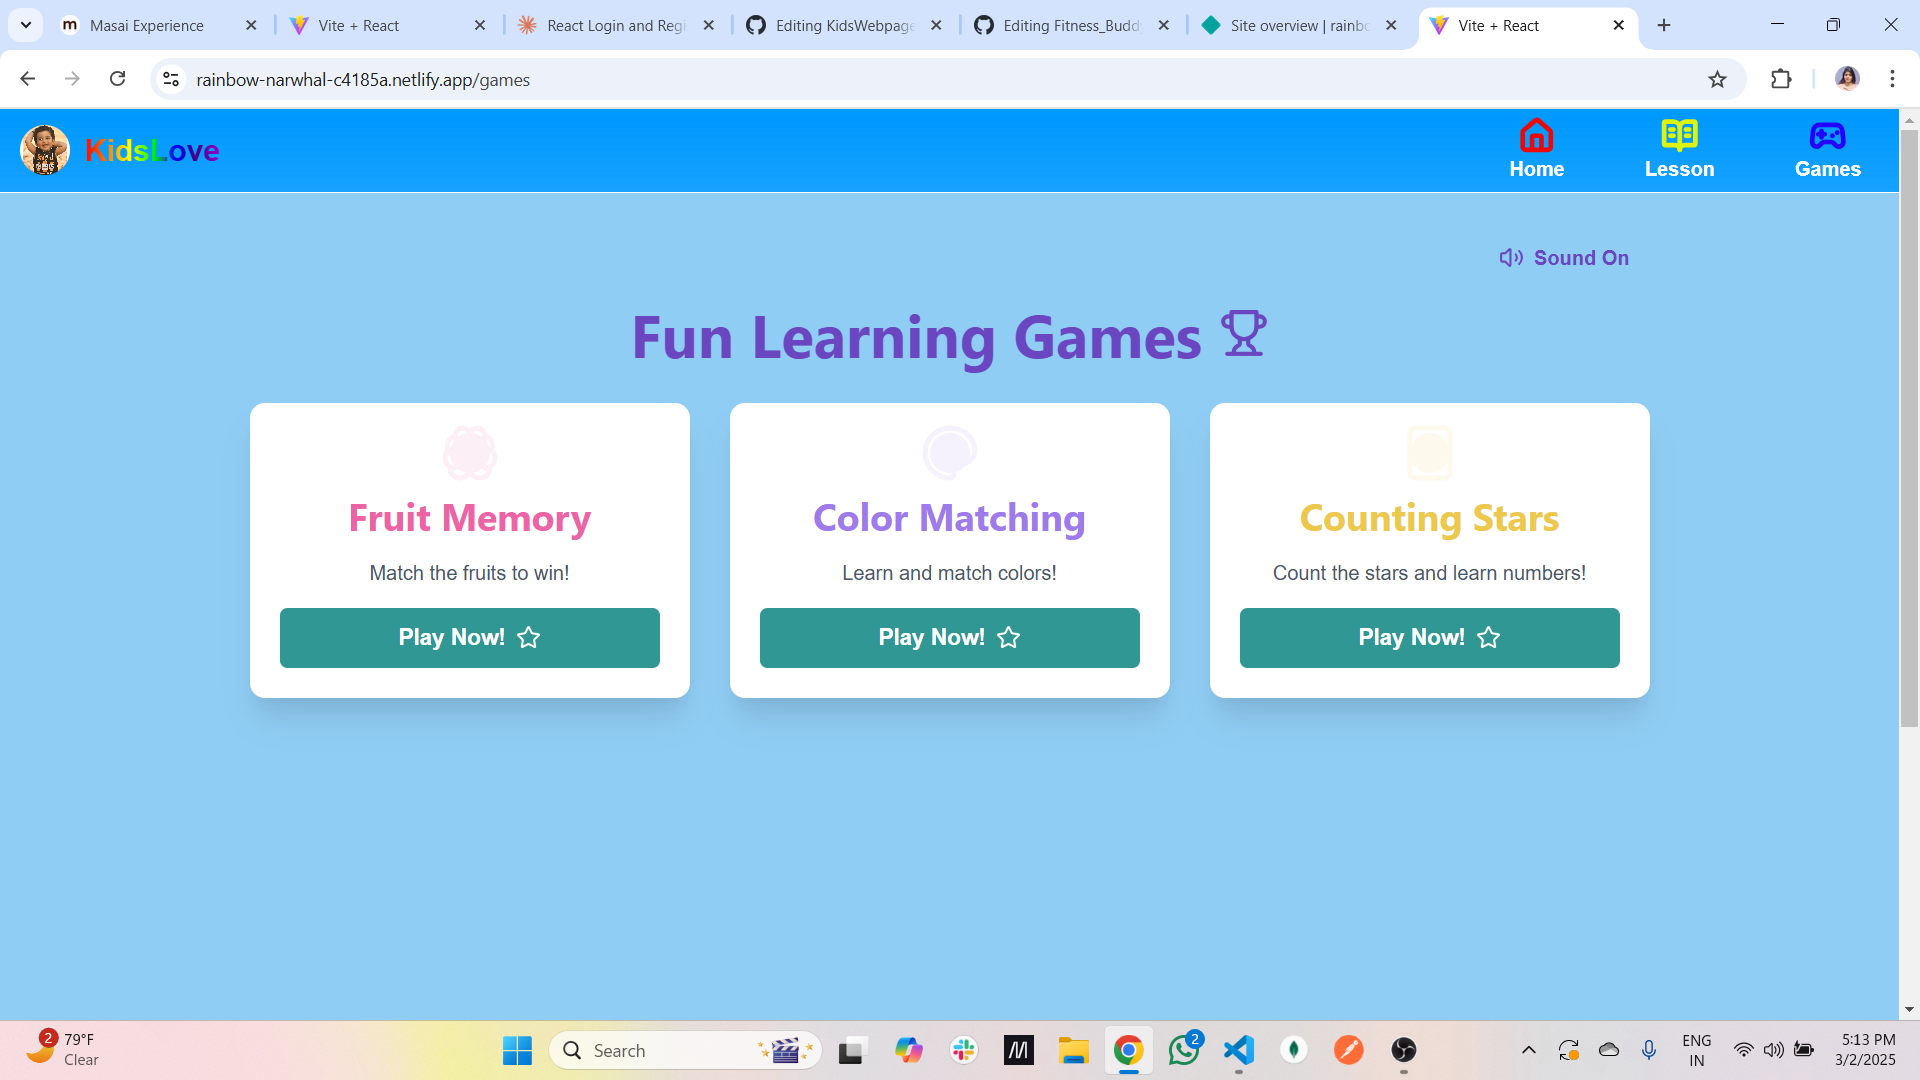 Masai Experience
Vite + React
React Login and Regi
Editing KidsWebpage
Editing Fitness_Buddy
Site overview | rainbo
Vite + React
rainbow-narwhal-c4185a.netlify.app/games
KidsLove
Home
Lesson
Games
Sound On
Fun Learning Games
Fruit Memory
Match the fruits to win!
Play Now!
Color Matching
Learn and match colors!
Play Now!
Counting Stars
Count the stars and learn numbers!
Play Now!
2
79°F
Clear
Search
2
ENG
IN
5:13 PM
3/2/2025